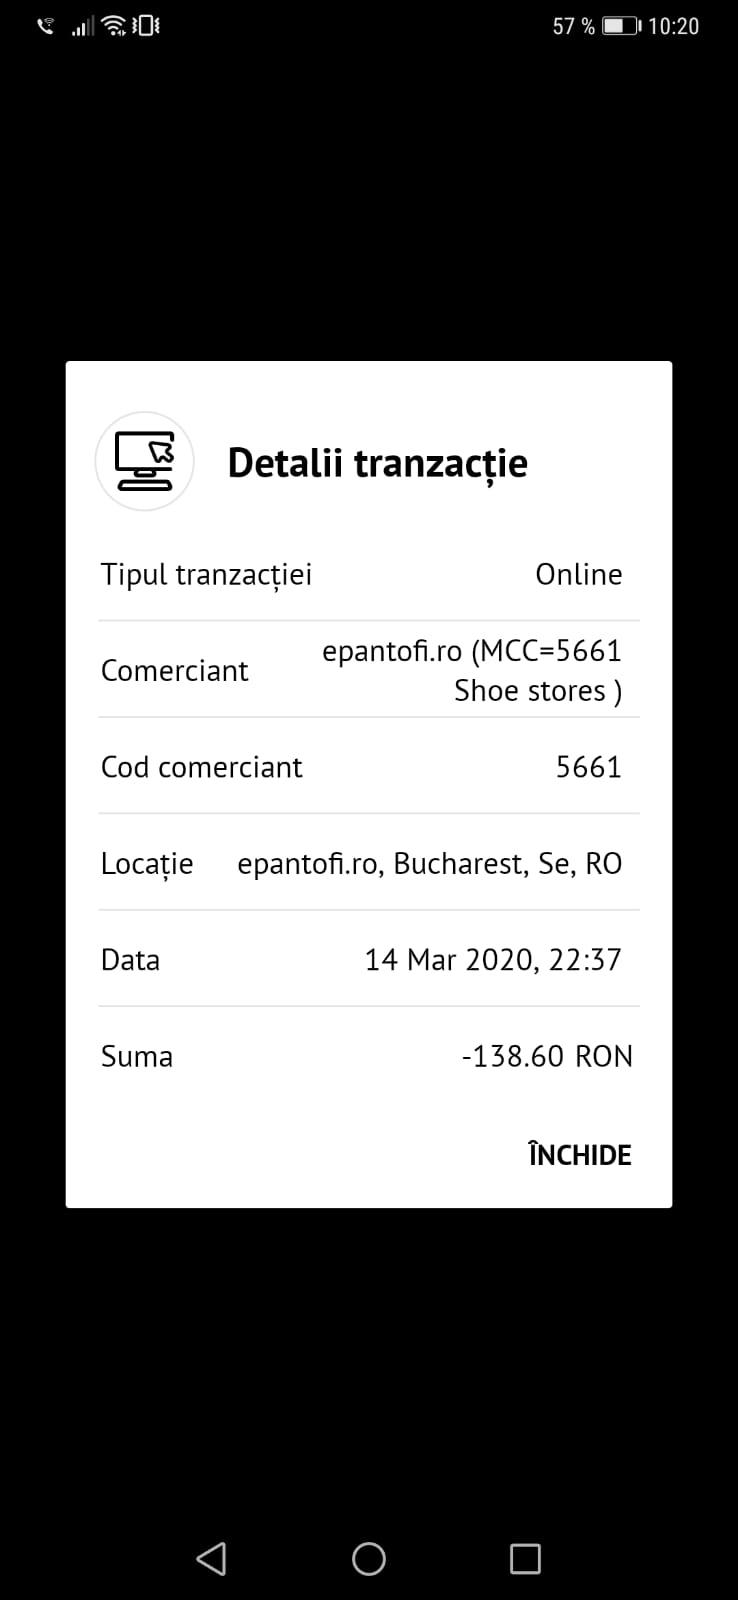 57 % 10:20
Detalii tranzacție
Tipul tranzacției Online
Comerciant epantofi.ro (MCC=5661
Shoe stores )
Cod comerciant 5661
Locație epantofi.ro, Bucharest, Se, RO
Data 14 Mar 2020, 22:37
Suma -138.60 RON
ÎNCHIDE